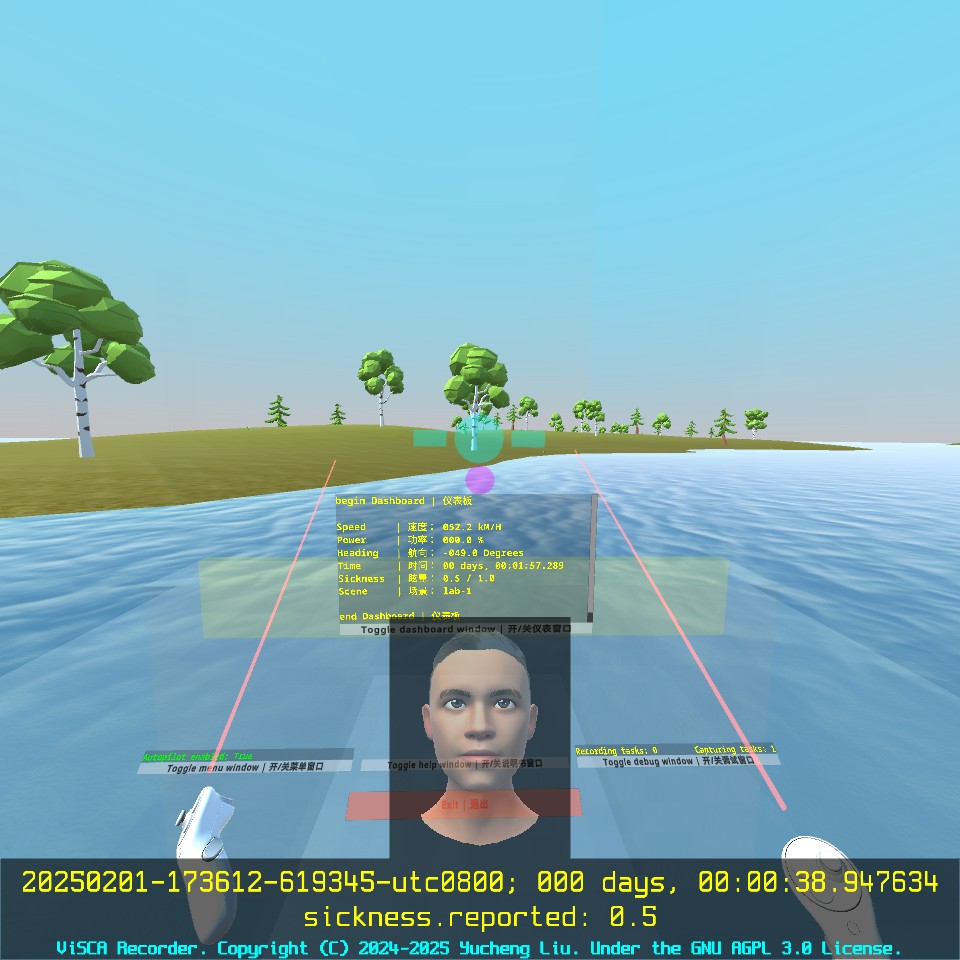 begin Dashboard | 仪表板
Speed | 速度： 052.2 kM/H
Power | 功率： 000.0 %
Heading | 航向： -049.0 Degrees
Time | 时间： 00 days, 00:01:57.289
Sickness | 眩晕： 0.5 / 1.0
Scene | 场景： lab-1
end Dashboard | 仪表板
Toggle dashboard window | 开/关仪表窗口
Autopilot enabled: True
Toggle menu window | 开/关菜单窗口
Toggle help window | 开/关说明书窗口
Recording tasks: 0 Capturing tasks: 1
Toggle debug window | 开/关调试窗口
Exit | 退出
20250201-173612-619345-utc0800; 000 days, 00:00:38.947634
sickness.reported: 0.5
ViSCA Recorder. Copyright (C) 2024-2025 Yucheng Liu. Under the GNU AGPL 3.0 License.